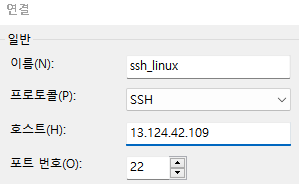 연결
일반
이름(N): ssh_linux
프로토콜(P): SSH
호스트(H): 13.124.42.109
포트 번호(O): 22